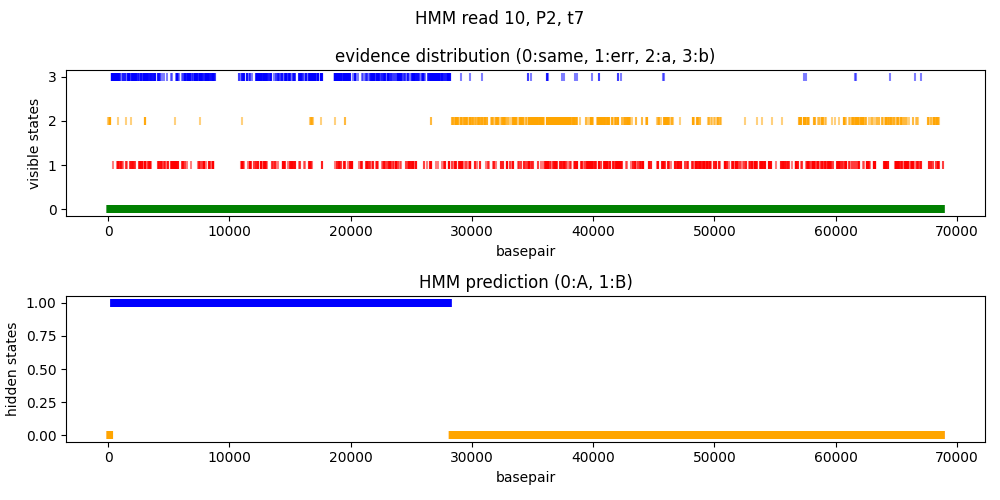 HMM read 10, P2, t7
evidence distribution (0:same, 1:err, 2:a, 3:b)
visible states
3
2
1
0
0 10000 20000 30000 40000 50000 60000 70000
basepair
HMM prediction (0:A, 1:B)
hidden states
1.00
0.75
0.50
0.25
0.00
0 10000 20000 30000 40000 50000 60000 70000
basepair